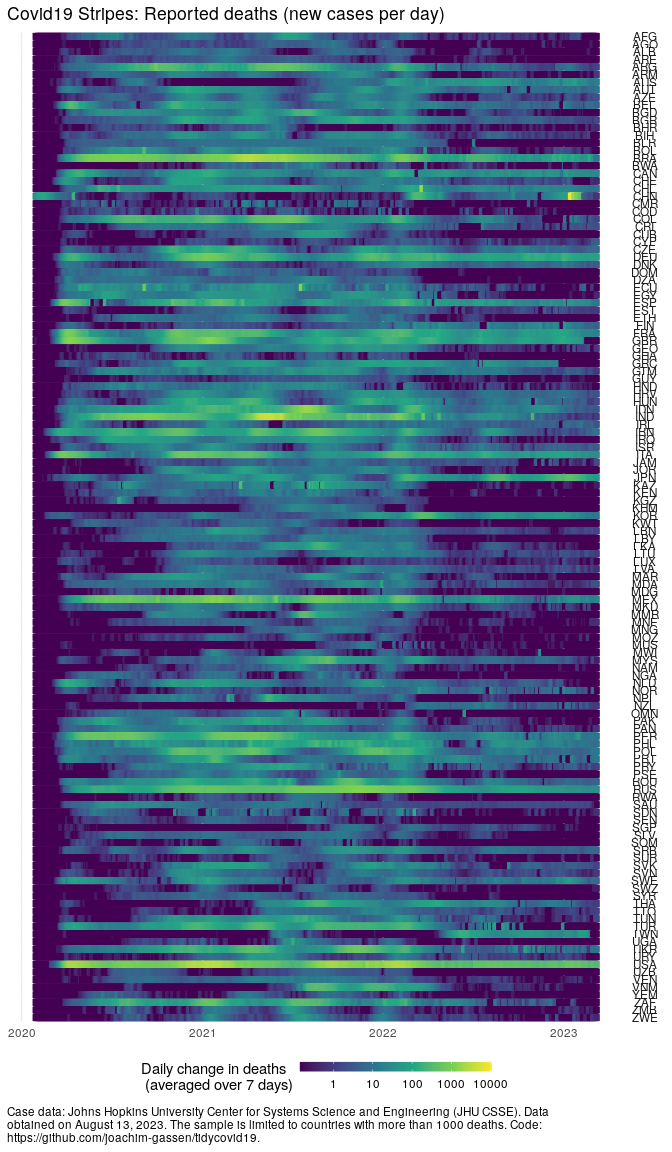 Covid19 Stripes: Reported deaths (new cases per day)
AFG
AGO
ALB
ARE
ARG
ARM
AUS
AUT
AZE
BEL
BGD
BGR
BHR
BIH
BLR
BOL
BRA
BWA
CAN
CHE
CHL
CHN
CMR
COD
COL
CRI
CUB
CYP
CZE
DEU
DNK
DOM
DZA
ECU
EGY
ESP
EST
ETH
FIN
FRA
GBR
GEO
GHA
GRC
GTM
GUY
HND
HRV
HUN
IDN
IND
IRL
IRN
IRQ
ISR
ITA
JAM
JOR
JPN
KAZ
KEN
KGZ
KHM
KOR
KWT
LBN
LBY
LKA
LTU
LUX
LVA
MAR
MDA
MDG
MEX
MKD
MMR
MNE
MNG
MOZ
MUS
MWI
MYS
NAM
NGA
NLD
NOR
NPL
NZL
OMN
PAK
PAN
PER
PHL
POL
PRT
PRY
PSE
ROU
RUS
RWA
SAU
SDN
SEN
SGP
SLV
SOM
SRB
SUR
SVK
SVN
SWE
SWZ
SYR
THA
TTO
TUN
TUR
TWN
UGA
UKR
URY
USA
UZB
VEN
VNM
YEM
ZAF
ZMB
ZWE
2020 2021 2022 2023
Daily change in deaths
(averaged over 7 days)
1 10 100 1000 10000
Case data: Johns Hopkins University Center for Systems Science and Engineering (JHU CSSE). Data
obtained on August 13, 2023. The sample is limited to countries with more than 1000 deaths. Code:
https://github.com/joachim-gassen/tidycovid19.